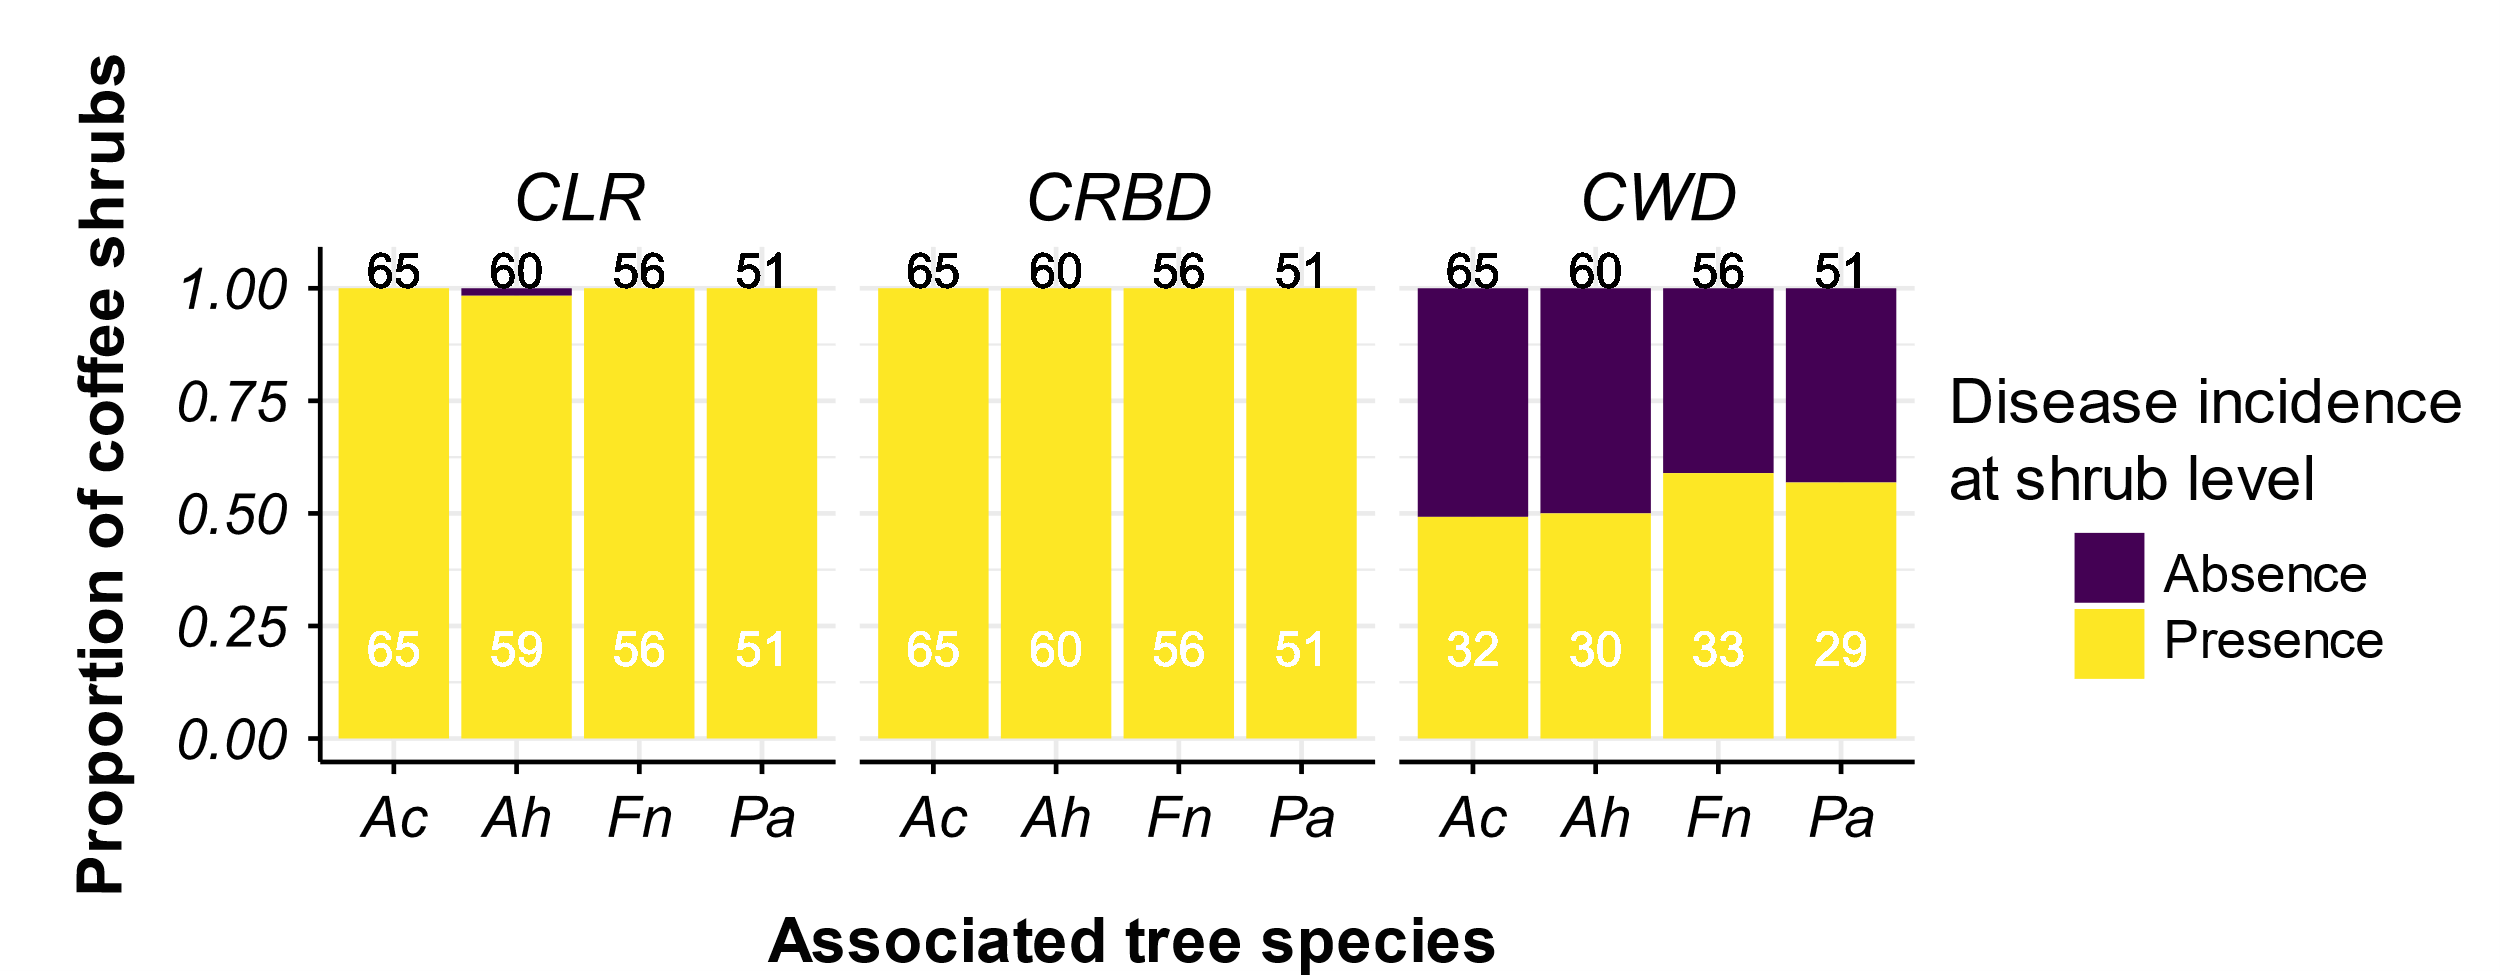 Proportion of coffee shrubs
CLR CRBD CWD
65 60 56 51 65 60 56 51 65 60 56 51
1.00
0.75
0.50
0.25
0.00
65 59 56 51 65 60 56 51 32 30 33 29
Ac Ah Fn Pa Ac Ah Fn Pa Ac Ah Fn Pa
Associated tree species
Disease incidence
at shrub level
Absence
Presence